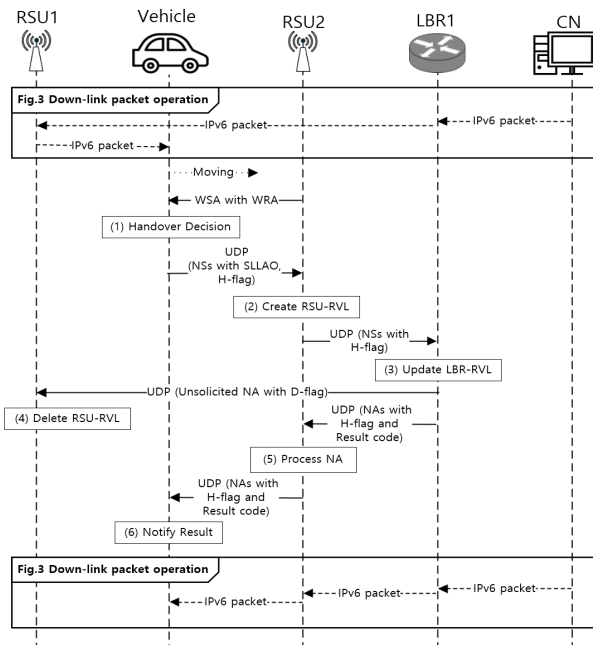 RSU1
Vehicle
RSU2
LBR1
CN
Fig.3 Down-link packet operation
IPv6 packet
IPv6 packet
IPv6 packet
Moving
WSA with WRA
(1) Handover Decision
UDP
(NSs with SLLAO,
H-flag)
(2) Create RSU-RVL
UDP (NSs with
H-flag)
(3) Update LBR-RVL
UDP (Unsolicited NA with D-flag)
(4) Delete RSU-RVL
UDP (NAs with
H-flag and
Result code)
(5) Process NA
UDP (NAs with
H-flag and
Result code)
(6) Notify Result
Fig.3 Down-link packet operation
IPv6 packet
IPv6 packet
IPv6 packet